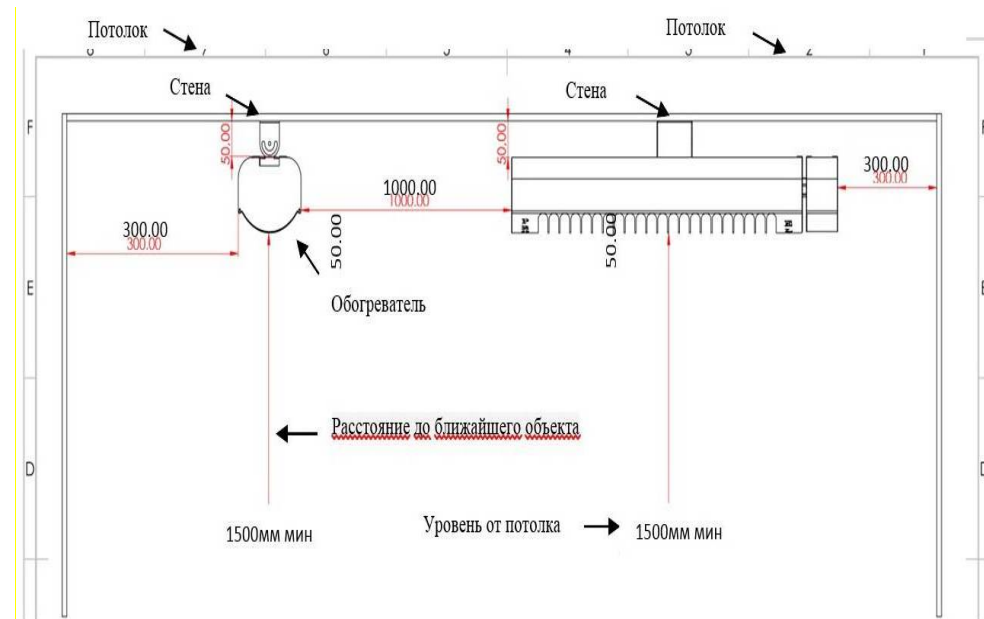 Потолок
Потолок
Стена
Стена
F
50.00
50.00
300.00
300.00
1000.00
1000.00
300.00
300.00
50.00
50.00
E
Обогреватель
Расстояние до ближайшего объекта
D
Уровень от потолка
1500мм мин
1500мм мин